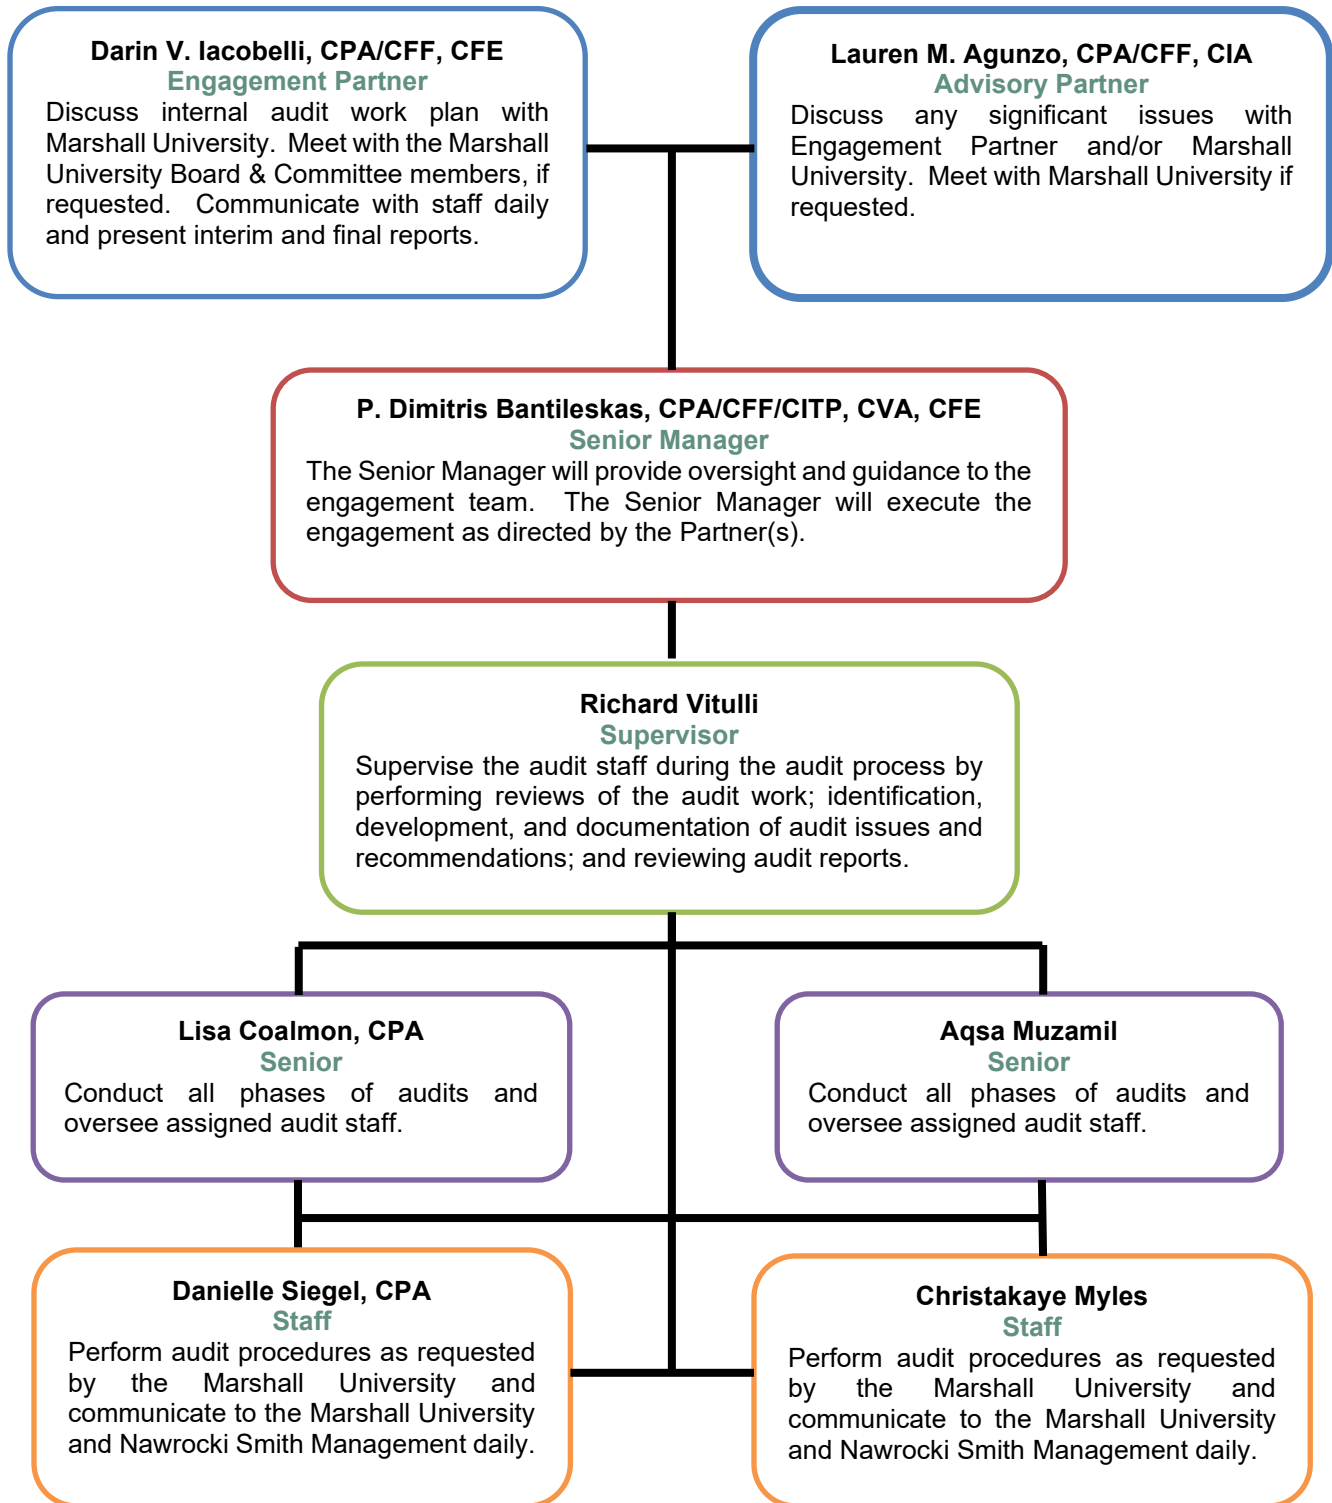 Darin V. Iacobelli, CPA/CFF, CFE
Engagement Partner
Discuss internal audit work plan with
Marshall University. Meet with the Marshall
University Board & Committee members, if
requested. Communicate with staff daily
and present interim and final reports.
Lauren M. Agunzo, CPA/CFF, CIA
Advisory Partner
Discuss any significant issues with
Engagement Partner and/or Marshall
University. Meet with Marshall University if
requested.
P. Dimitris Bantileskas, CPA/CFF/CITP, CVA, CFE
Senior Manager
The Senior Manager will provide oversight and guidance to the
engagement team. The Senior Manager will execute the
engagement as directed by the Partner(s).
Richard Vitulli
Supervisor
Supervise the audit staff during the audit process by
performing reviews of the audit work; identification,
development, and documentation of audit issues and
recommendations; and reviewing audit reports.
Lisa Coalmon, CPA
Senior
Conduct all phases of audits and
oversee assigned audit staff.
Aqsa Muzamil
Senior
Conduct all phases of audits and
oversee assigned audit staff.
Danielle Siegel, CPA
Staff
Perform audit procedures as requested
by the Marshall University and
communicate to the Marshall University
and Nawrocki Smith Management daily.
Christakaye Myles
Staff
Perform audit procedures as requested
by the Marshall University and
communicate to the Marshall University
and Nawrocki Smith Management daily.